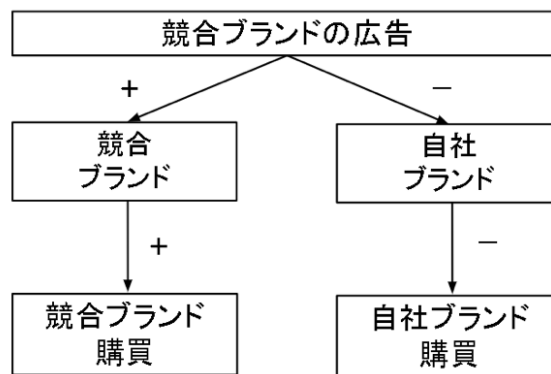 競合ブランドの広告
+
－
競合
ブランド
自社
ブランド
+
－
競合ブランド
購買
自社ブランド
購買